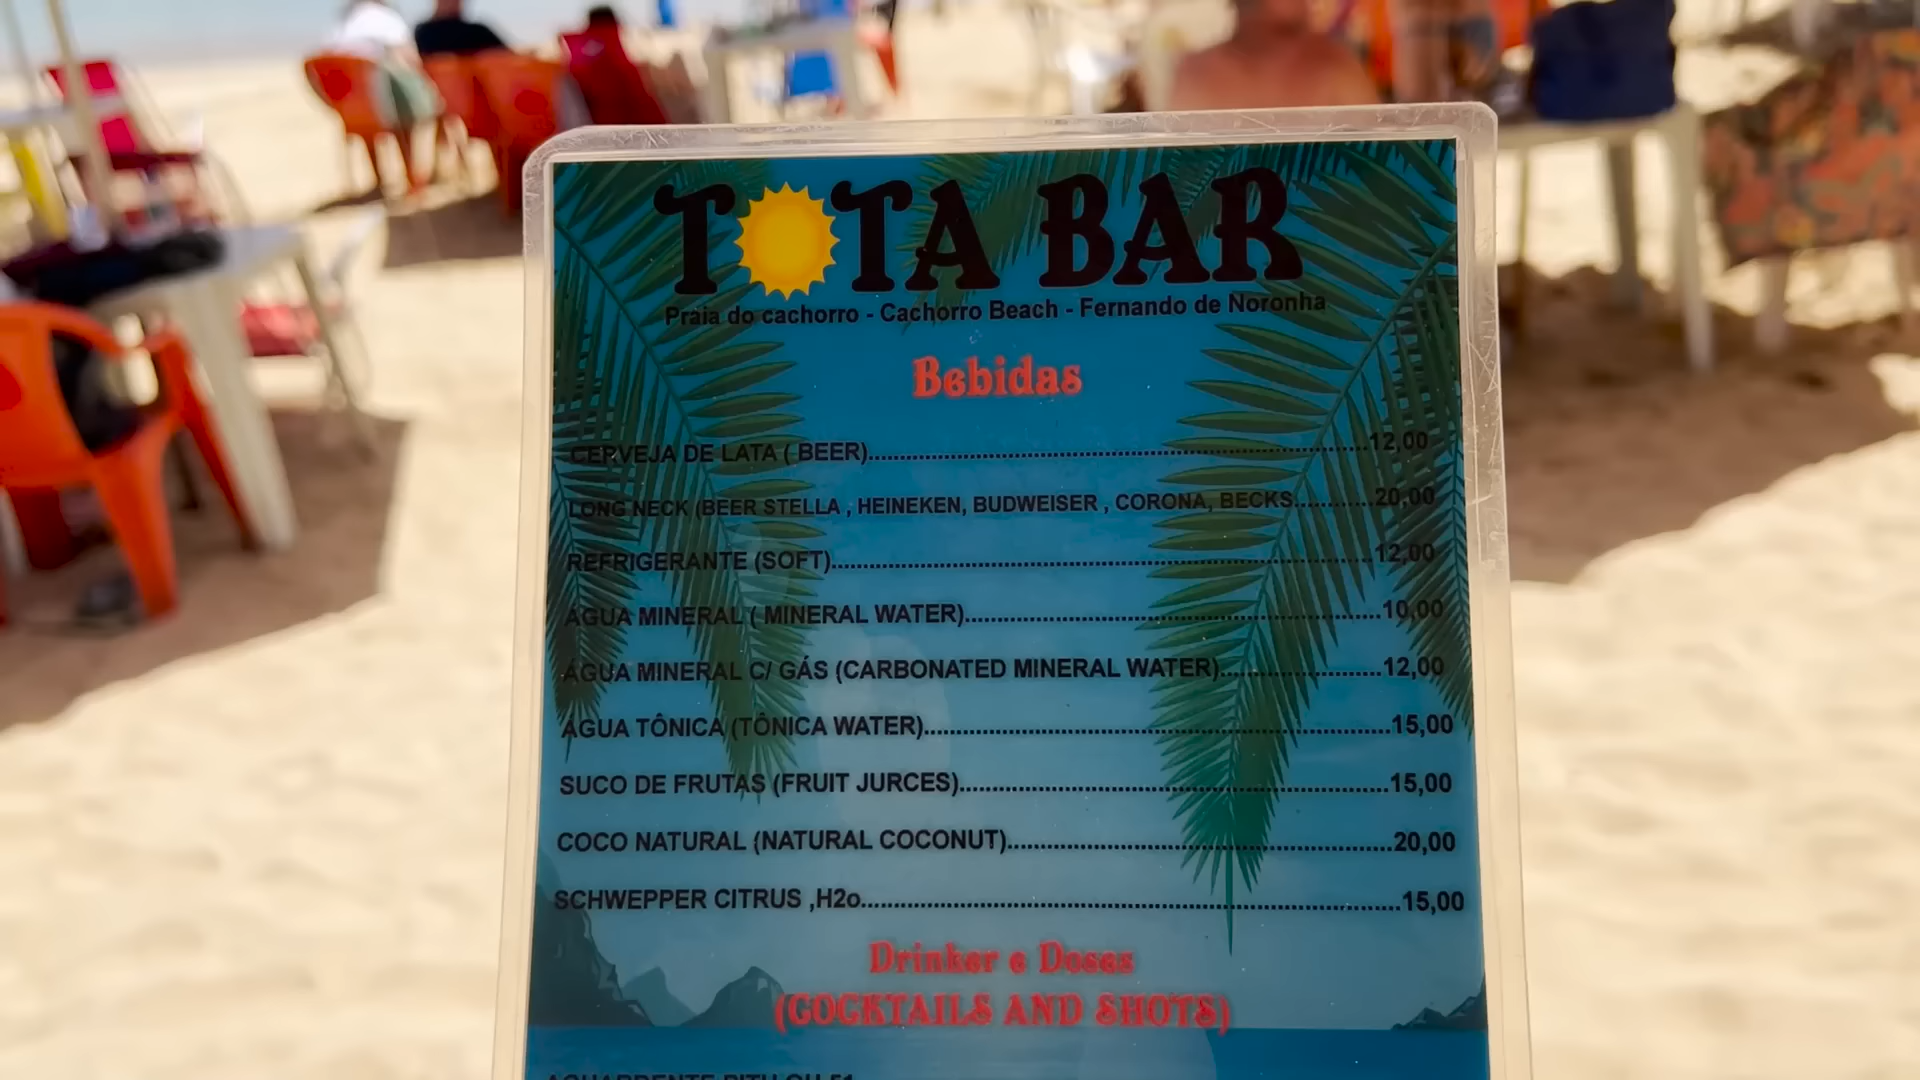 TOTA BAR
Praia do cachorro - Cachorro Beach - Fernando de Noronha
Bebidas
CERVEJA DE LATA ( BEER)..........12,00
LONG NECK (BEER STELLA , HEINEKEN, BUDWEISER , CORONA, BECKS..........20,00
REFRIGERANTE (SOFT)..........12,00
ÁGUA MINERAL ( MINERAL WATER)..........10,00
ÁGUA MINERAL C/ GÁS (CARBONATED MINERAL WATER)..........12,00
ÁGUA TÔNICA (TÔNICA WATER)..........15,00
SUCO DE FRUTAS (FRUIT JURCES)..........15,00
COCO NATURAL (NATURAL COCONUT)..........20,00
SCHWEPPER CITRUS ,H2o..........15,00
Drinker e Doses
(COCKTAILS AND SHOTS)